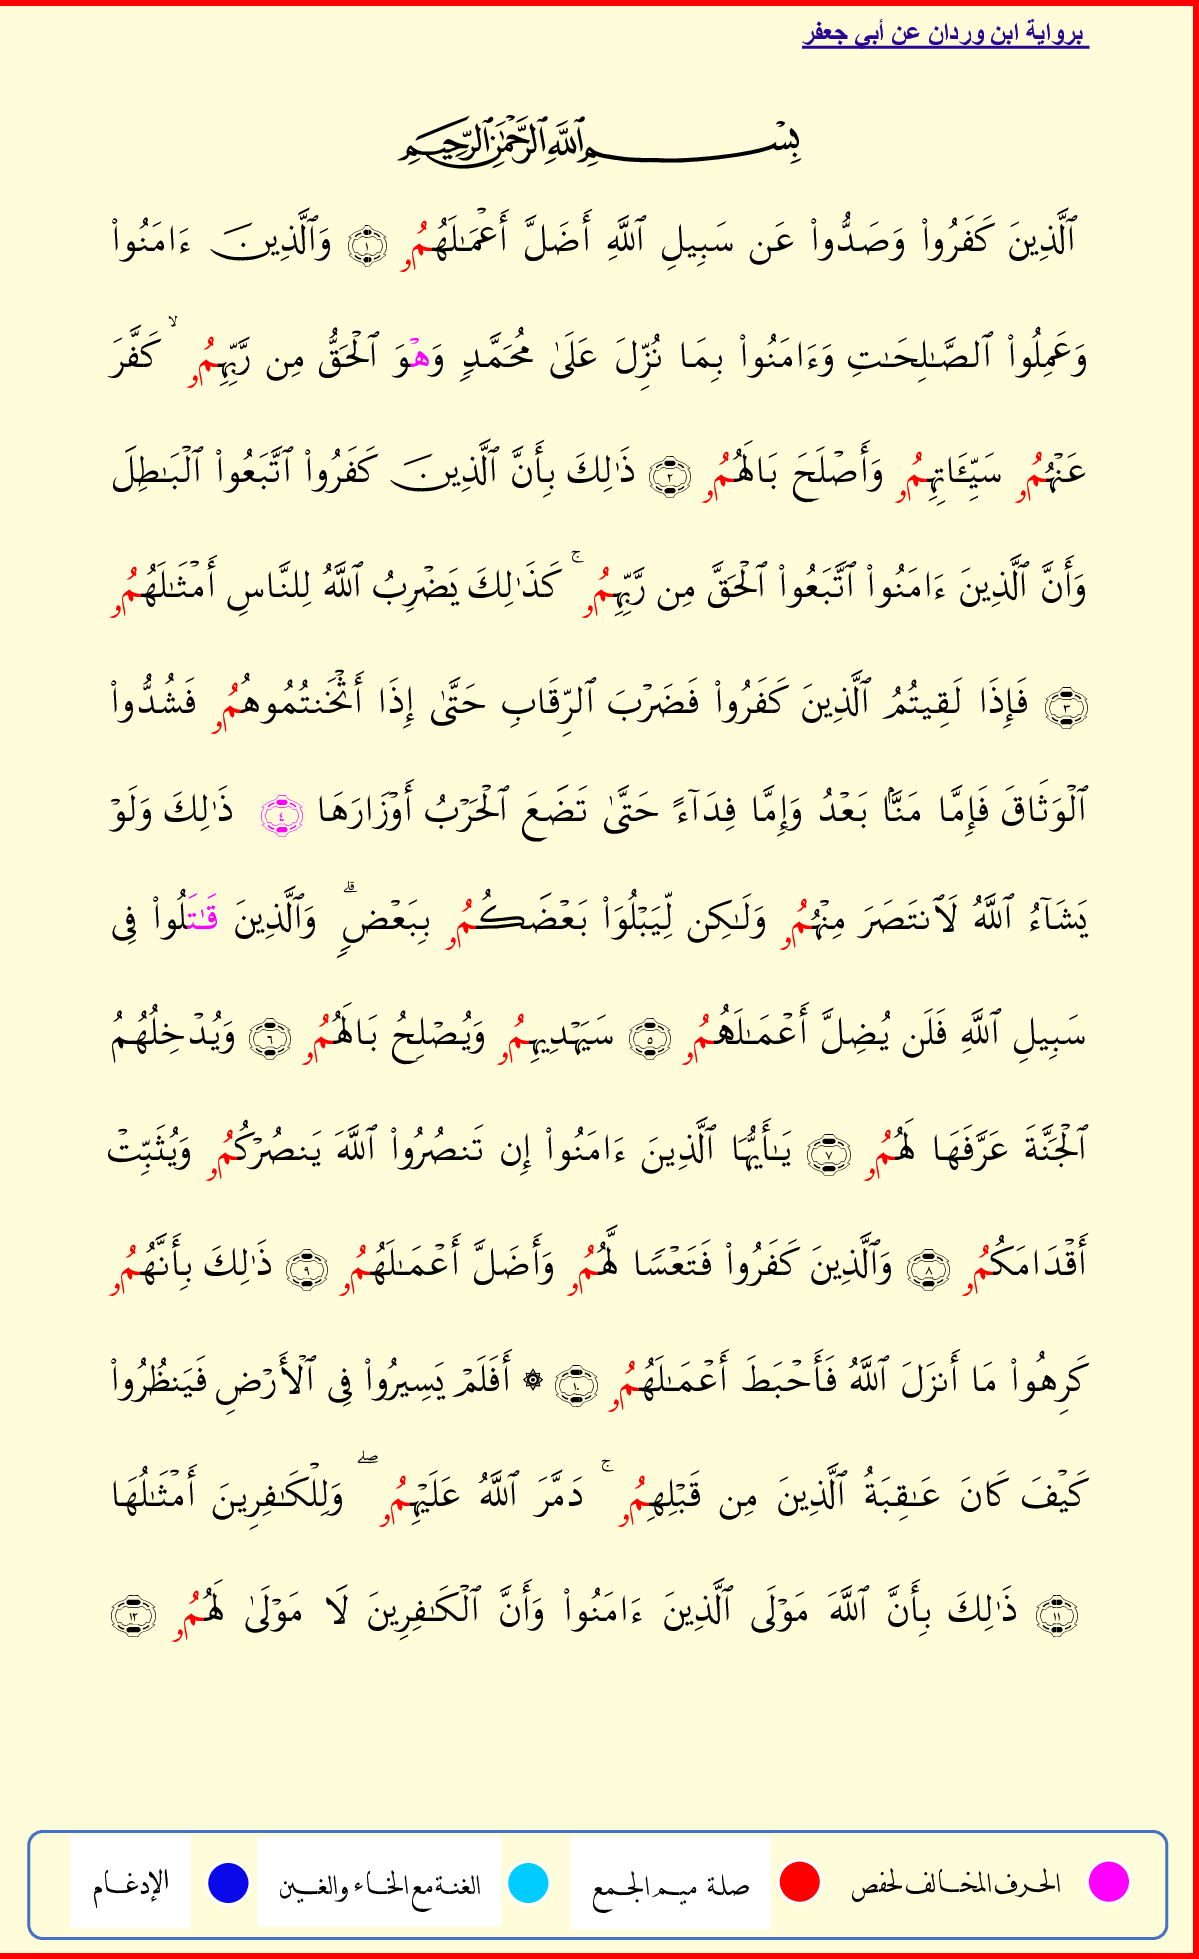 برواية ابن وردان عن أبي جعفر
بِسْمِ ٱللَّهِ ٱلرَّحْمَٰنِ ٱلرَّحِيمِ
ٱلَّذِينَ كَفَرُوا۟ وَصَدُّوا۟ عَن سَبِيلِ ٱللَّهِ أَضَلَّ أَعْمَـٰلَهُمُۥ ١ وَٱلَّذِينَ ءَامَنُوا۟
وَعَمِلُوا۟ ٱلصَّـٰلِحَـٰتِ وَءَامَنُوا۟ بِمَا نُزِّلَ عَلَىٰ مُحَمَّدٍ وَهْوَ ٱلْحَقُّ مِن رَّبِّهِمُۥ ۙ كَفَّرَ
عَنْهُمُۥ سَيِّـَٔاتِهِمُۥ وَأَصْلَحَ بَالَهُمُۥ ٢ ذَٰلِكَ بِأَنَّ ٱلَّذِينَ كَفَرُوا۟ ٱتَّبَعُوا۟ ٱلْبَـٰطِلَ
وَأَنَّ ٱلَّذِينَ ءَامَنُوا۟ ٱتَّبَعُوا۟ ٱلْحَقَّ مِن رَّبِّهِمُۥ ۚ كَذَٰلِكَ يَضْرِبُ ٱللَّهُ لِلنَّاسِ أَمْثَـٰلَهُمُۥ
٣ فَإِذَا لَقِيتُمُ ٱلَّذِينَ كَفَرُوا۟ فَضَرْبَ ٱلرِّقَابِ حَتَّىٰ إِذَا أَثْخَنتُمُوهُمُۥ فَشُدُّوا۟
ٱلْوَثَاقَ فَإِمَّا مَنًّۢا بَعْدُ وَإِمَّا فِدَآءً حَتَّىٰ تَضَعَ ٱلْحَرْبُ أَوْزَارَهَا ٤ ذَٰلِكَ وَلَوْ
يَشَآءُ ٱللَّهُ لَٱنتَصَرَ مِنْهُمُۥ وَلَـٰكِن لِّيَبْلُوَا۟ بَعْضَكُمُۥ بِبَعْضٍ ۗ وَٱلَّذِينَ قَـٰتَلُوا۟ فِى
سَبِيلِ ٱللَّهِ فَلَن يُضِلَّ أَعْمَـٰلَهُمُۥ ٥ سَيَهْدِيهِمُۥ وَيُصْلِحُ بَالَهُمُۥ ٦ وَيُدْخِلُهُمُ
ٱلْجَنَّةَ عَرَّفَهَا لَهُمُۥ ٧ يَـٰأَيُّهَا ٱلَّذِينَ ءَامَنُوا۟ إِن تَنصُرُوا۟ ٱللَّهَ يَنصُرْكُمُۥ وَيُثَبِّتْ
أَقْدَامَكُمُۥ ٨ وَٱلَّذِينَ كَفَرُوا۟ فَتَعْسًا لَّهُمُۥ وَأَضَلَّ أَعْمَـٰلَهُمُۥ ٩ ذَٰلِكَ بِأَنَّهُمُۥ
كَرِهُوا۟ مَا أَنزَلَ ٱللَّهُ فَأَحْبَطَ أَعْمَـٰلَهُمُۥ ١٠ ۞ أَفَلَمْ يَسِيرُوا۟ فِى ٱلْأَرْضِ فَيَنظُرُوا۟
كَيْفَ كَانَ عَـٰقِبَةُ ٱلَّذِينَ مِن قَبْلِهِمُۥ ۚ دَمَّرَ ٱللَّهُ عَلَيْهِمُۥ ۖ وَلِلْكَـٰفِرِينَ أَمْثَـٰلُهَا
١١ ذَٰلِكَ بِأَنَّ ٱللَّهَ مَوْلَى ٱلَّذِينَ ءَامَنُوا۟ وَأَنَّ ٱلْكَـٰفِرِينَ لَا مَوْلَىٰ لَهُمُۥ ١٢
الحرف المخالف لحفص صلة ميم الجمع الغنة مع الخاء والغين الإدغام